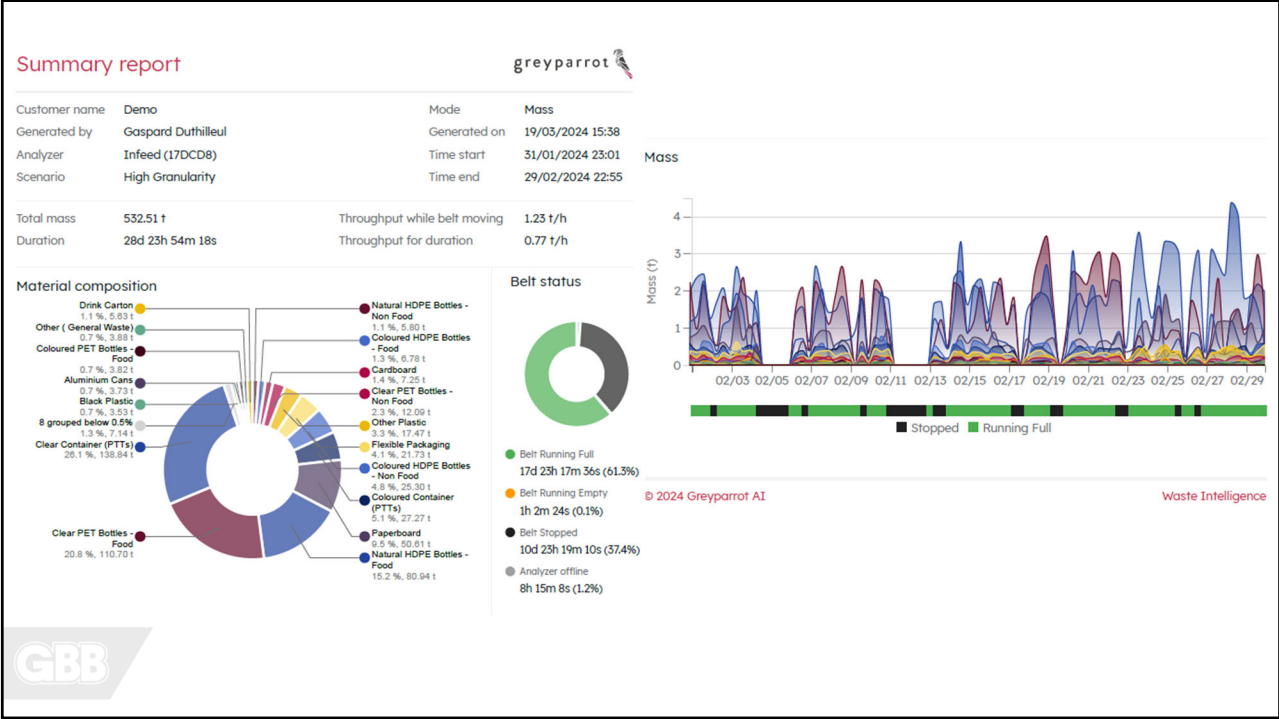 Summary report
greyparrot
Customer name Demo Mode Mass
Generated by Gaspard Duthilleul Generated on 19/03/2024 15:38
Analyzer Infeed (17DCD8) Time start 31/01/2024 23:01
Scenario High Granularity Time end 29/02/2024 22:55
Total mass 532.51 t Throughput while belt moving 1.23 t/h
Duration 28d 23h 54m 18s Throughput for duration 0.77 t/h
Material composition
Drink Carton
1.1 %, 5.63 t
Other ( General Waste)
0.7 %, 3.88 t
Coloured PET Bottles -
Food
0.7 %, 3.82 t
Aluminium Cans
0.7 %, 3.73 t
Black Plastic
0.7 %, 3.53 t
8 grouped below 0.5%
1.3 %, 7.14 t
Clear Container (PTTs)
26.1 %, 138.84 t
Clear PET Bottles -
Food
20.8 %, 110.70 t
Natural HDPE Bottles -
Non Food
1.1 %, 5.80 t
Coloured HDPE Bottles
- Food
1.3 %, 6.78 t
Cardboard
1.4 %, 7.25 t
Clear PET Bottles -
Non Food
2.3 %, 12.09 t
Other Plastic
3.3 %, 17.47 t
Flexible Packaging
4.1 %, 21.73 t
Coloured HDPE Bottles
- Non Food
4.8 %, 25.30 t
Coloured Container
(PTTs)
5.1 %, 27.27 t
Paperboard
9.5 %, 50.61 t
Natural HDPE Bottles -
Food
15.2 %, 80.94 t
Belt status
Belt Running Full
17d 23h 17m 36s (61.3%)
Belt Running Empty
1h 2m 24s (0.1%)
Belt Stopped
10d 23h 19m 10s (37.4%)
Analyzer offline
8h 15m 8s (1.2%)
Mass
Mass (t)
4
3
2
1
0
02/03 02/05 02/07 02/09 02/11 02/13 02/15 02/17 02/19 02/21 02/23 02/25 02/27 02/29
Stopped Running Full
© 2024 Greyparrot AI Waste Intelligence
GBB